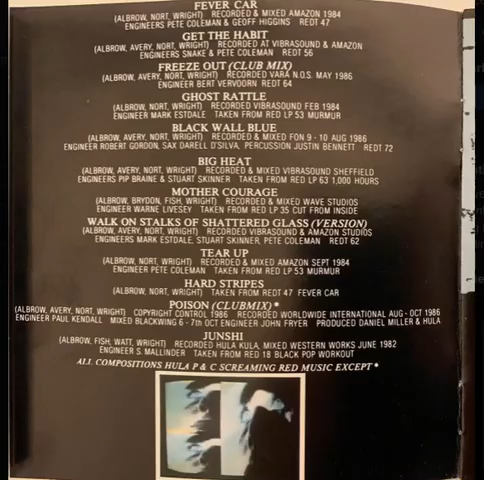 FEVER CAR
(ALBROW, NORT, WRIGHT) RECORDED & MIXED AMAZON 1984
ENGINEERS PETE COLEMAN & GEOFF HIGGINS REDT 47
GET THE HABIT
(ALBROW, AVERY, NORT, WRIGHT) RECORDED AT VIBRASOUND & AMAZON
ENGINEERS SNAKE & PETE COLEMAN REDT 56
FREEZE OUT (CLUB MIX)
(ALBROW, AVERY, NORT, WRIGHT) RECORDED VARA N.O.S. MAY 1986
ENGINEER BERT VERVOORN REDT 64
GHOST RATTLE
(ALBROW, NORT, WRIGHT) RECORDED VIBRASOUND FEB 1984
ENGINEER MARK ESTDALE TAKEN FROM RED LP 53 MURMUR
BLACK WALL BLUE
(ALBROW, AVERY, NORT, WRIGHT) RECORDED & MIXED FON 9 - 10 AUG 1986
ENGINEER ROBERT GORDON, SAX DARELL D'SILVA, PERCUSSION JUSTIN BENNETT REDT 72
BIG HEAT
(ALBROW, AVERY, NORT, WRIGHT) RECORDED & MIXED VIBRASOUND SHEFFIELD
ENGINEERS PIP BRAINE & STUART SKINNER TAKEN FROM RED LP 63 1,000 HOURS
MOTHER COURAGE
(ALBROW, BRYDON, FISH, WRIGHT) RECORDED & MIXED WAVE STUDIOS
ENGINEER WARNE LIVESEY TAKEN FROM RED LP 35 CUT FROM INSIDE
WALK ON STALKS OF SHATTERED GLASS (VERSION)
(ALBROW, AVERY, NORT, WRIGHT) RECORDED VIBRASOUND & AMAZON STUDIOS
ENGINEERS MARK ESTDALE, STUART SKINNER, PETE COLEMAN REDT 62
TEAR UP
(ALBROW, NORT, WRIGHT) RECORDED & MIXED AMAZON SEPT 1984
ENGINEER PETE COLEMAN TAKEN FROM RED LP 53 MURMUR
HARD STRIPES
(ALBROW, NORT, WRIGHT) TAKEN FROM REDT 47 FEVER CAR
POISON (CLUBMIX) *
(ALBROW, AVERY, NORT, WRIGHT) COPYRIGHT CONTROL 1986 RECORDED WORLDWIDE INTERNATIONAL AUG - OCT 1986
ENGINEER PAUL KENDALL MIXED BLACKWING 6 - 7th OCT ENGINEER JOHN FRYER PRODUCED DANIEL MILLER & HULA
JUNSHI
(ALBROW, FISH, WATT, WRIGHT) RECORDED HULA KULA, MIXED WESTERN WORKS JUNE 1982
ENGINEER S. MALLINDER TAKEN FROM RED 18 BLACK POP WORKOUT
ALL COMPOSITIONS HULA P & C SCREAMING RED MUSIC EXCEPT *